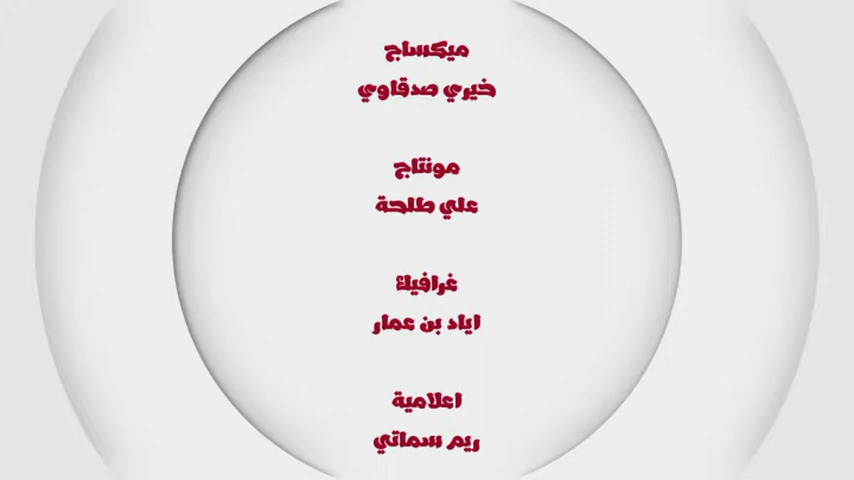 ميكساج
خيري صدقاوي
مونتاج
علي طلحة
غرافيك
اياد بن عمار
اعلامية
ريم سماتي